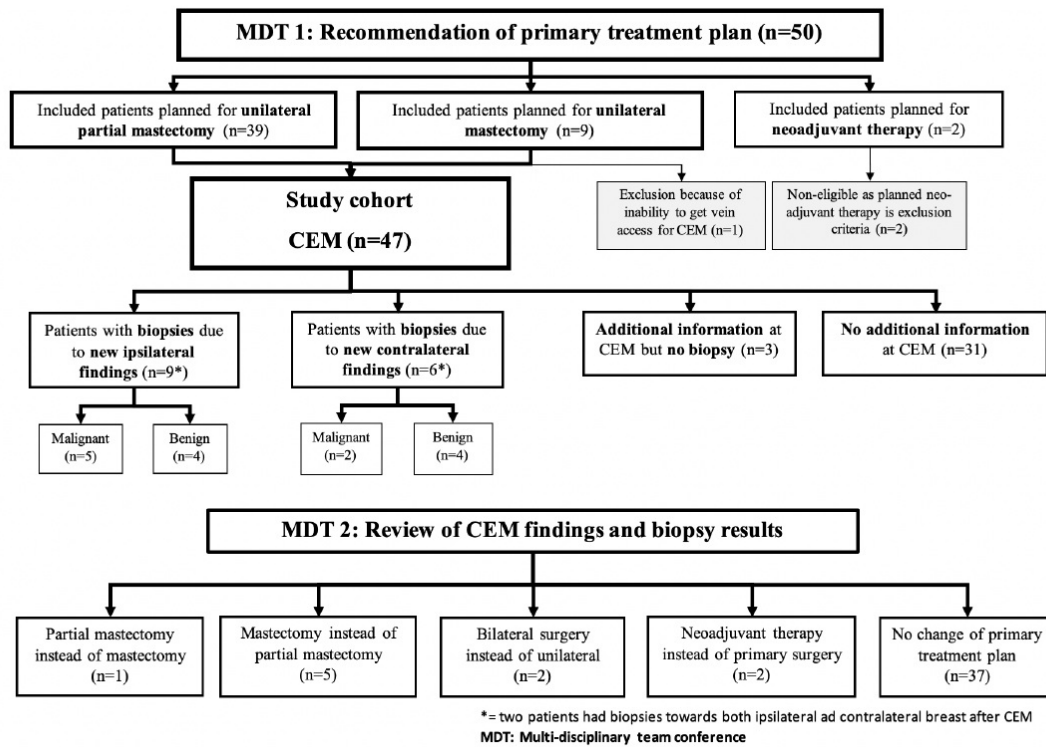 MDT 1: Recommendation of primary treatment plan (n=50)
Included patients planned for unilateral
partial mastectomy (n=39)
Included patients planned for unilateral
mastectomy (n=9)
Included patients planned for
neoadjuvant therapy (n=2)
Study cohort
CEM (n=47)
Exclusion because of
inability to get vein
access for CEM (n=1)
Non-eligible as planned neo-
adjuvant therapy is exclusion
criteria (n=2)
Patients with biopsies due
to new ipsilateral
findings (n=9*)
Patients with biopsies due
to new contralateral
findings (n=6*)
Additional information at
CEM but no biopsy (n=3)
No additional information
at CEM (n=31)
Malignant
(n=5)
Benign
(n=4)
Malignant
(n=2)
Benign
(n=4)
MDT 2: Review of CEM findings and biopsy results
Partial mastectomy
instead of mastectomy
(n=1)
Mastectomy instead of
partial mastectomy
(n=5)
Bilateral surgery
instead of unilateral
(n=2)
Neoadjuvant therapy
instead of primary surgery
(n=2)
No change of primary
treatment plan
(n=37)
*= two patients had biopsies towards both ipsilateral ad contralateral breast after CEM
MDT: Multi-disciplinary team conference